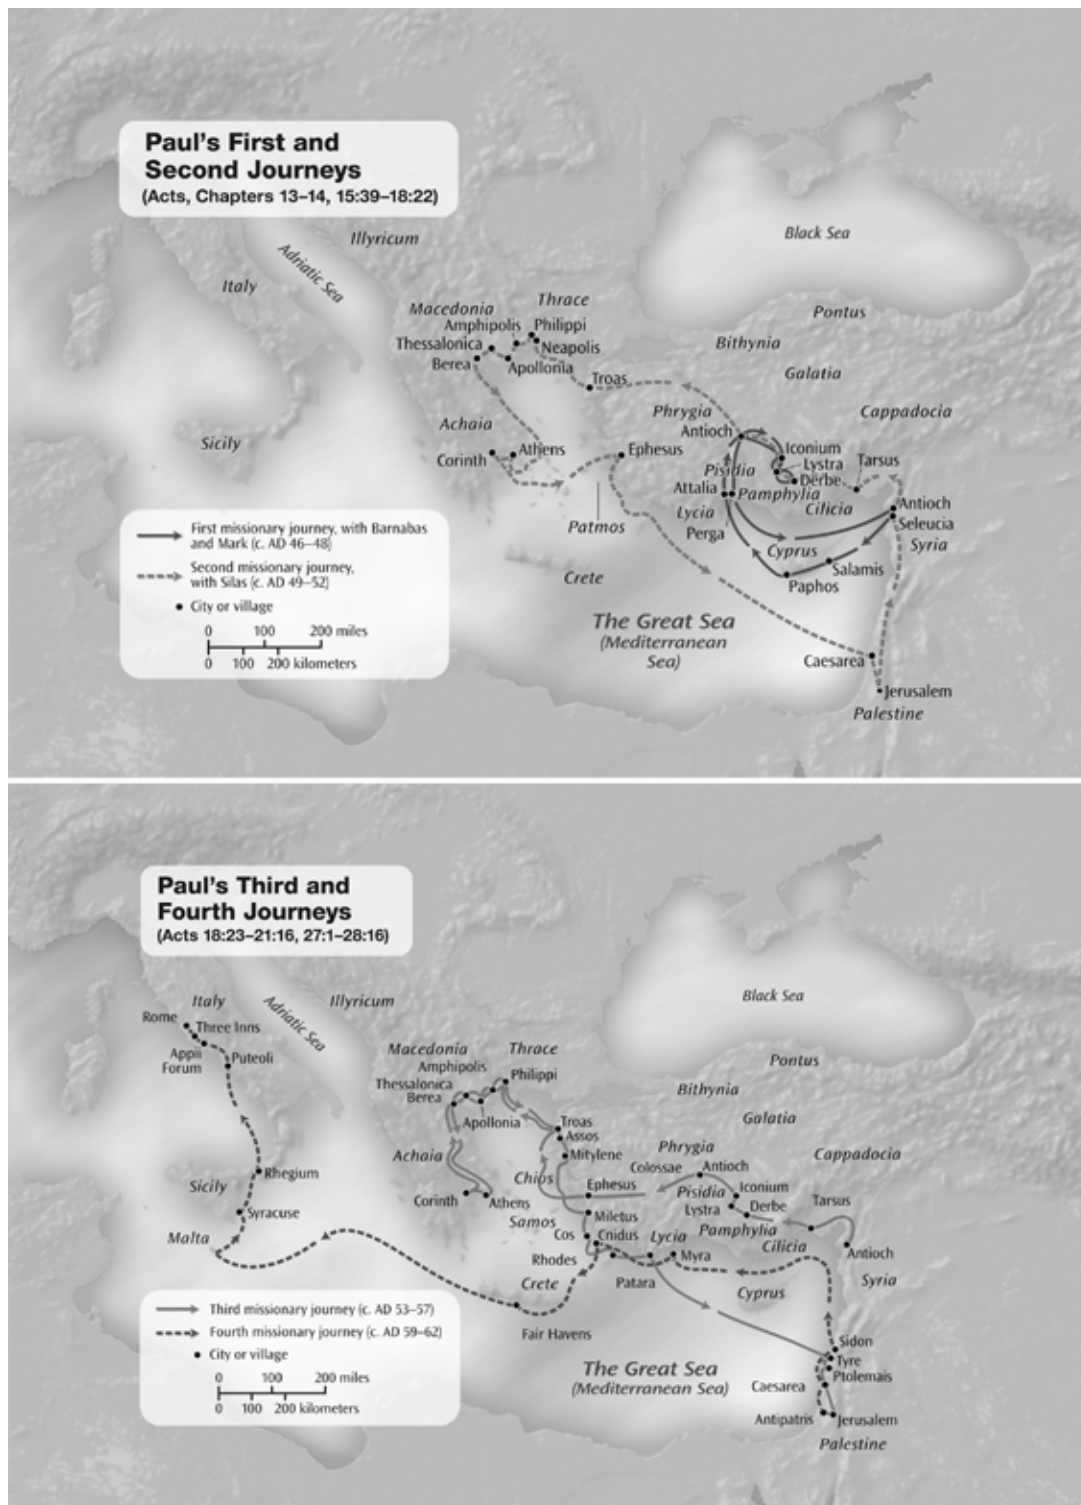 Paul's First and
Second Journeys
(Acts, Chapters 13–14, 15:39–18:22)
Black Sea
Illyricum
Adriatic Sea
Italy
Macedonia
Thrace
Pontus
Amphipolis
Philippi
Thessalonica
Neapolis
Bithynia
Berea
Apollonia
Troas
Galatia
Phrygia
Cappadocia
Achaia
Antioch
Sicily
Athens
Ephesus
Iconium
Corinth
Lystra
Tarsus
Pisidia
Derbe
Attalia
Pamphylia
Cilicia
Antioch
Lycia
Patmos
Perga
Seleucia
Syria
Cyprus
Salamis
Crete
Paphos
First missionary journey, with Barnabas
and Mark (c. AD 46–48)
Second missionary journey,
with Silas (c. AD 49–52)
City or village
0 100 200 miles
0 100 200 kilometers
The Great Sea
(Mediterranean
Sea)
Caesarea
Jerusalem
Palestine
Paul's Third and
Fourth Journeys
(Acts 18:23–21:16, 27:1–28:16)
Black Sea
Italy
Adriatic Sea
Illyricum
Rome
Three Inns
Appii
Forum
Puteoli
Macedonia
Thrace
Pontus
Amphipolis
Philippi
Thessalonica
Berea
Bithynia
Apollonia
Troas
Assos
Galatia
Achaia
Mitylene
Phrygia
Cappadocia
Rhegium
Chios
Colossae
Antioch
Sicily
Ephesus
Pisidia
Iconium
Corinth
Athens
Lystra
Derbe
Tarsus
Syracuse
Samos
Miletus
Pamphylia
Malta
Cos
Cnidus
Lycia
Cilicia
Antioch
Rhodes
Myra
Crete
Patara
Cyprus
Syria
Third missionary journey (c. AD 53–57)
Fourth missionary journey (c. AD 59–62)
City or village
0 100 200 miles
0 100 200 kilometers
Fair Havens
Sidon
Tyre
Ptolemais
The Great Sea
(Mediterranean Sea)
Caesarea
Antipatris
Jerusalem
Palestine